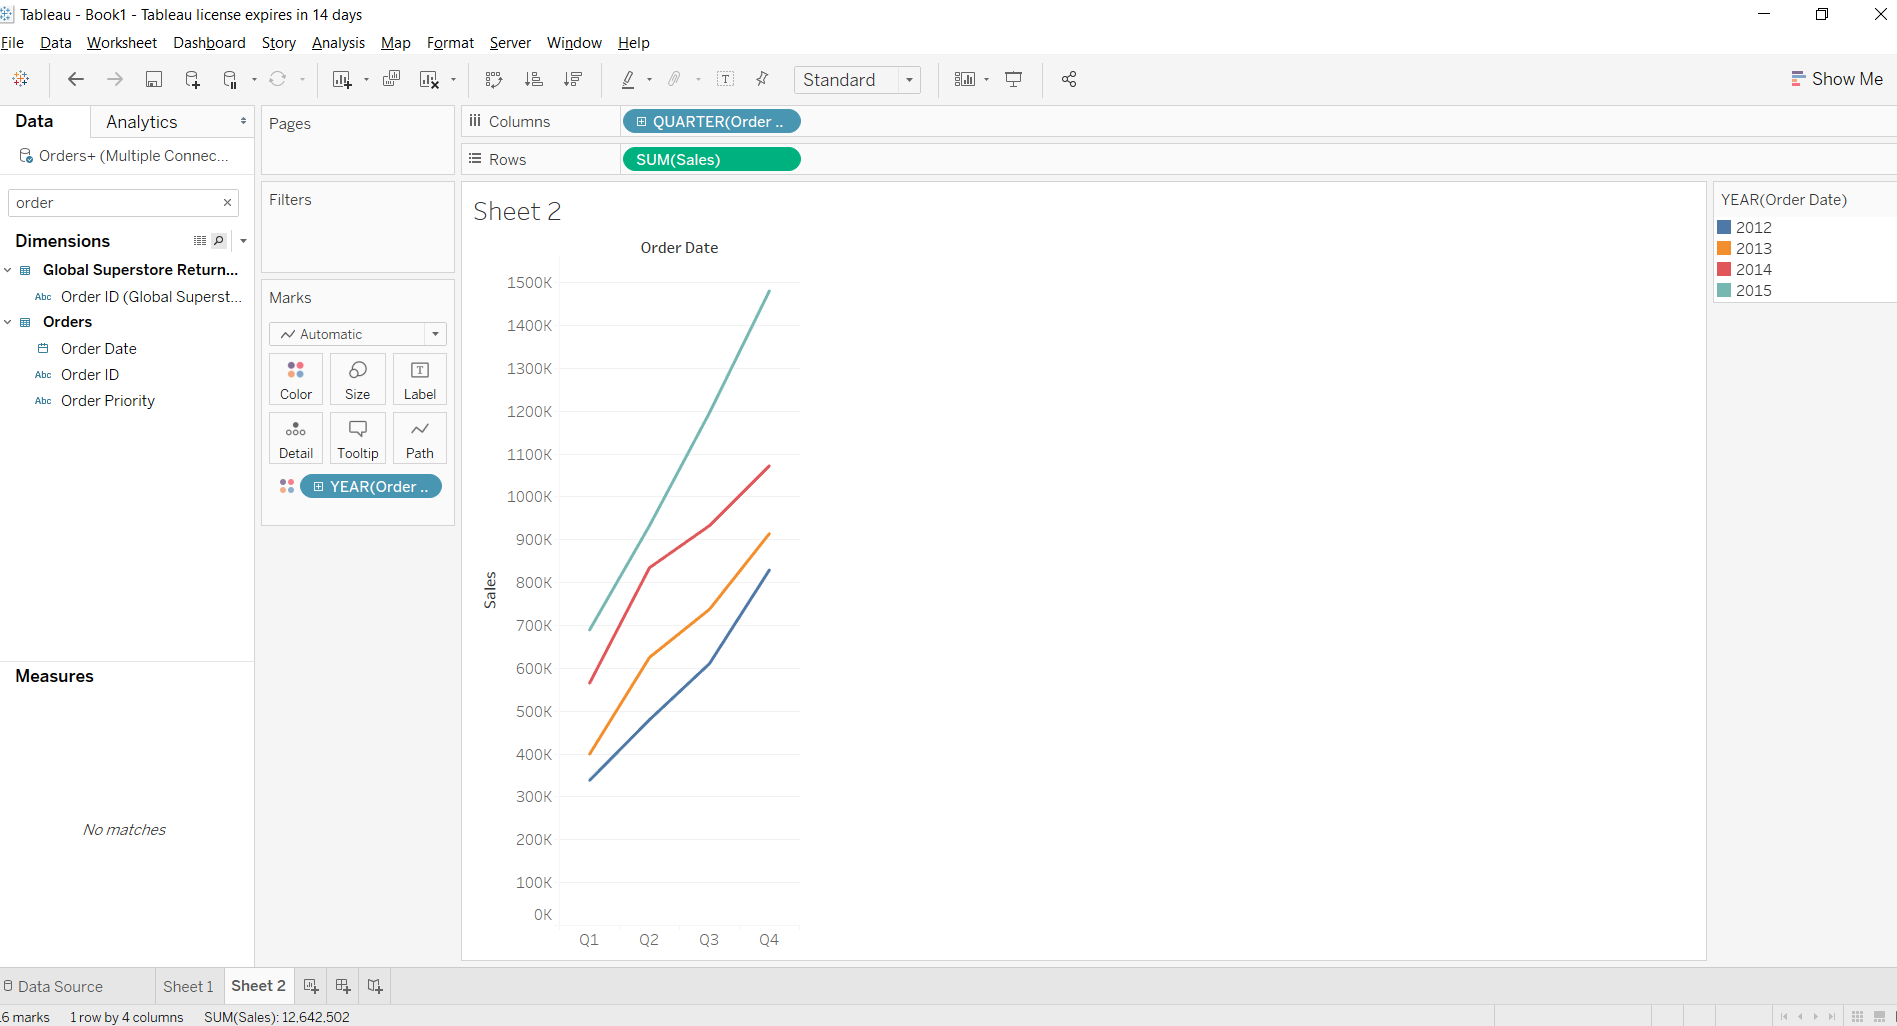 Tableau - Book1 - Tableau license expires in 14 days
File Data Worksheet Dashboard Story Analysis Map Format Server Window Help
Standard
Show Me
Data
Analytics
Orders+ (Multiple Connec...
order
Dimensions
Global Superstore Return...
Abc Order ID (Global Superst...
Orders
Order Date
Abc Order ID
Abc Order Priority
Measures
No matches
Pages
Filters
Marks
Automatic
Color Size Label
Detail Tooltip Path
YEAR(Order ..
Columns QUARTER(Order ..
Rows SUM(Sales)
Sheet 2
Order Date
1500K
1400K
1300K
1200K
1100K
1000K
900K
800K
700K
600K
500K
400K
300K
200K
100K
0K
Sales
Q1 Q2 Q3 Q4
YEAR(Order Date)
2012
2013
2014
2015
Data Source Sheet 1 Sheet 2
6 marks 1 row by 4 columns SUM(Sales): 12,642,502